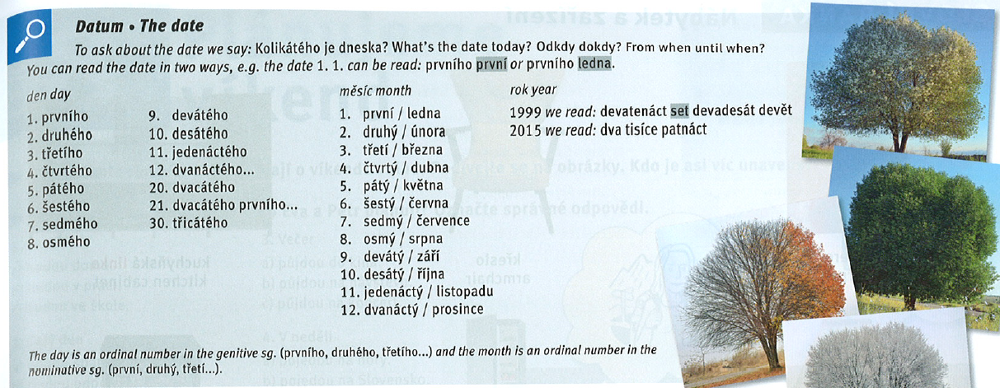 Datum • The date
To ask about the date we say: Kolikátého je dneska? What's the date today? Odkdy dokdy? From when until when?
You can read the date in two ways, e.g. the date 1. 1. can be read: prvního první or prvního ledna.
den day
1. prvního
2. druhého
3. třetího
4. čtvrtého
5. pátého
6. šestého
7. sedmého
8. osmého
9. devátého
10. desátého
11. jedenáctého
12. dvanáctého...
20. dvacátého
21. dvacátého prvního...
30. třicátého
měsíc month
1. první / ledna
2. druhý / února
3. třetí / března
4. čtvrtý / dubna
5. pátý / května
6. šestý / června
7. sedmý / července
8. osmý / srpna
9. devátý / září
10. desátý / října
11. jedenáctý / listopadu
12. dvanáctý / prosince
rok year
1999 we read: devatenáct set devadesát devět
2015 we read: dva tisíce patnáct
The day is an ordinal number in the genitive sg. (prvního, druhého, třetího...) and the month is an ordinal number in the
nominative sg. (první, druhý, třetí...).